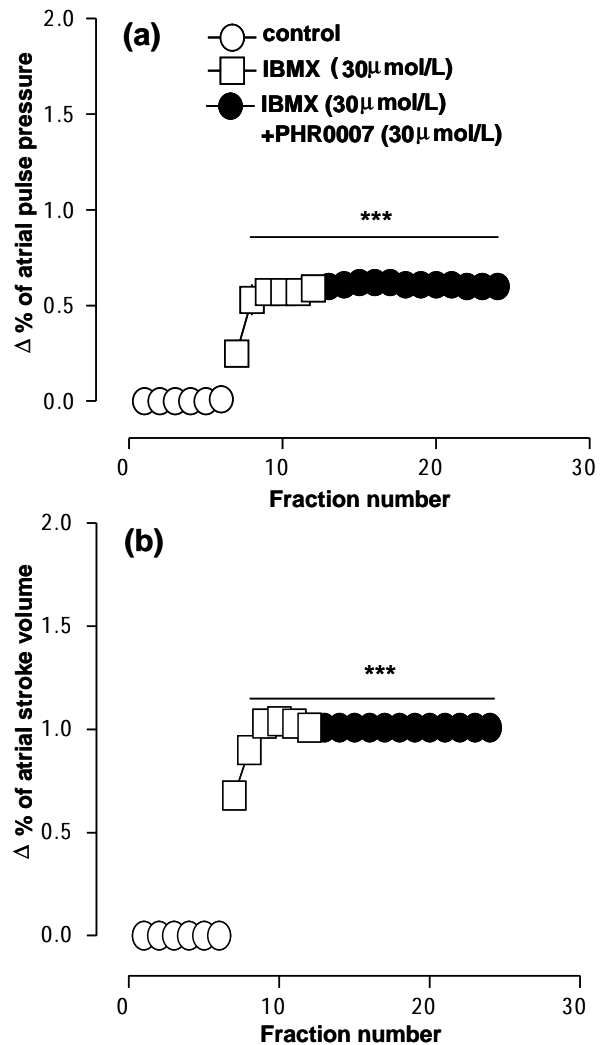 (a)
control
IBMX (30μmol/L)
IBMX (30μmol/L)
+PHR0007 (30μmol/L)
Δ % of atrial pulse pressure
2.0
1.5
1.0
0.5
0.0
***
0 10 20 30
Fraction number
(b)
Δ % of atrial stroke volume
2.0
1.5
1.0
0.5
0.0
***
0 10 20 30
Fraction number